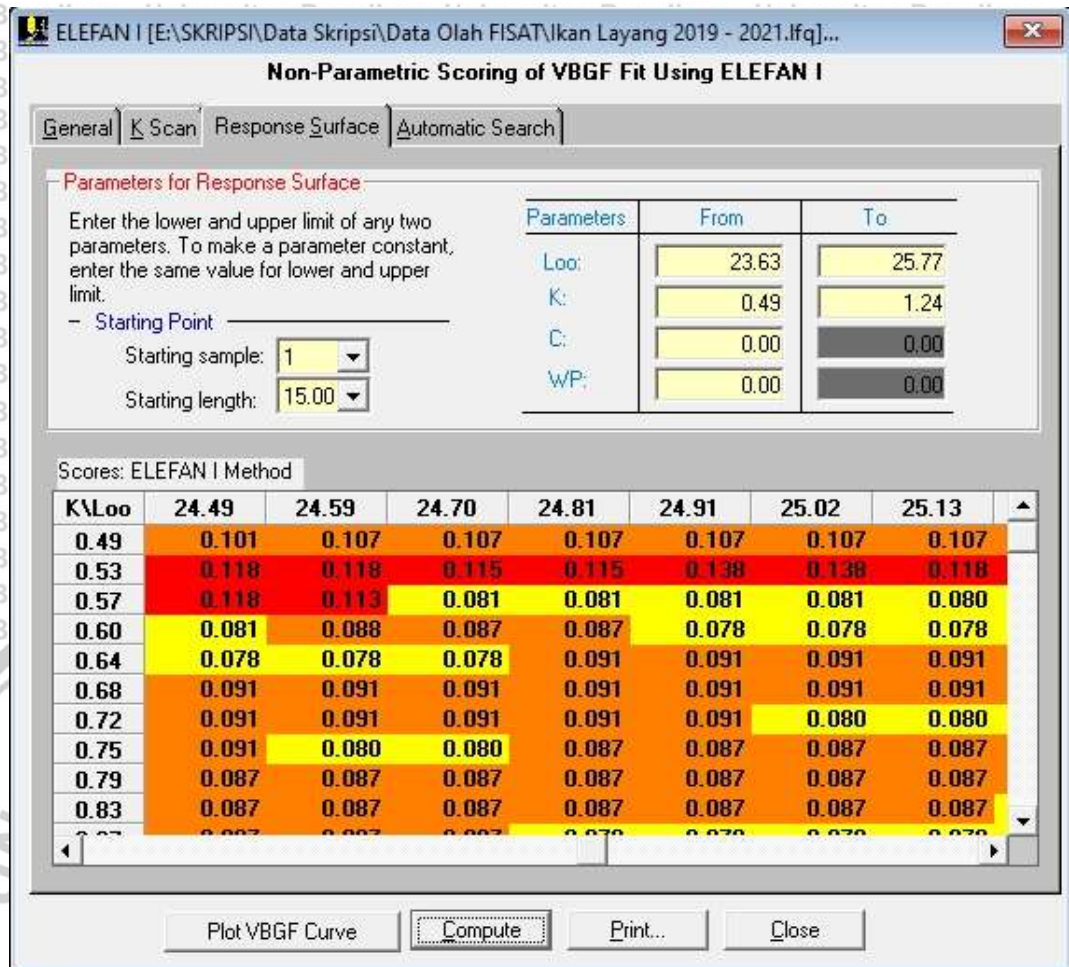 ELEFAN I [E:\SKRIPSI\Data Skripsi\Data Olah FISAT\Ikan Layang 2019 - 2021.lfq]...
Non-Parametric Scoring of VBGF Fit Using ELEFAN I
General K Scan Response Surface Automatic Search
Parameters for Response Surface
Enter the lower and upper limit of any two
parameters. To make a parameter constant,
enter the same value for lower and upper
limit.
Starting Point
Starting sample: 1
Starting length: 15.00
Parameters From To
Loo: 23.63 25.77
K: 0.49 1.24
C: 0.00 0.00
WP: 0.00 0.00
Scores: ELEFAN I Method
K\Loo 24.49 24.59 24.70 24.81 24.91 25.02 25.13
0.49 0.101 0.107 0.107 0.107 0.107 0.107 0.107
0.53 0.118 0.118 0.115 0.115 0.138 0.138 0.118
0.57 0.118 0.113 0.081 0.081 0.081 0.081 0.080
0.60 0.081 0.088 0.087 0.087 0.078 0.078 0.078
0.64 0.078 0.078 0.078 0.091 0.091 0.091 0.091
0.68 0.091 0.091 0.091 0.091 0.091 0.091 0.091
0.72 0.091 0.091 0.091 0.091 0.091 0.080 0.080
0.75 0.091 0.080 0.080 0.087 0.087 0.087 0.087
0.79 0.087 0.087 0.087 0.087 0.087 0.087 0.087
0.83 0.087 0.087 0.087 0.087 0.087 0.087 0.087
Plot VBGF Curve Compute Print... Close